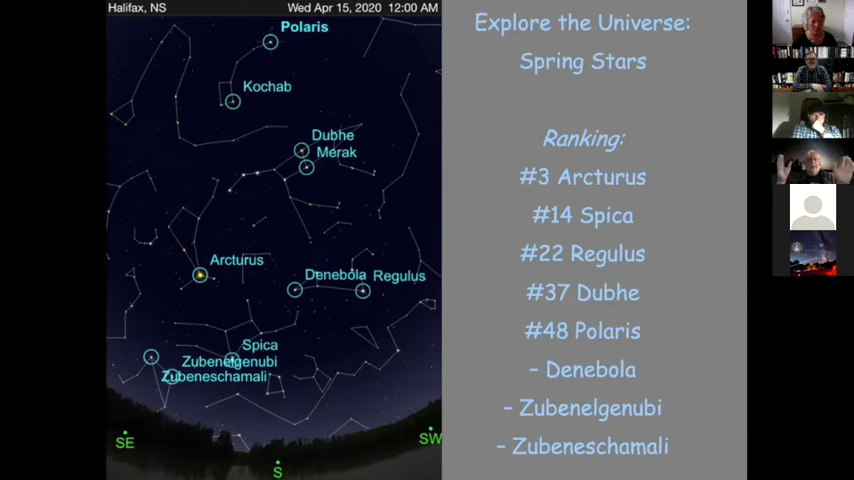 Halifax, NS
Wed Apr 15, 2020
12:00 AM
Polaris
Kochab
Dubhe
Merak
Arcturus
Denebola
Regulus
Spica
Zubenelgenubi
Zubeneschamali
SE
S
SW
Explore the Universe:
Spring Stars
Ranking:
#3 Arcturus
#14 Spica
#22 Regulus
#37 Dubhe
#48 Polaris
– Denebola
– Zubenelgenubi
– Zubeneschamali